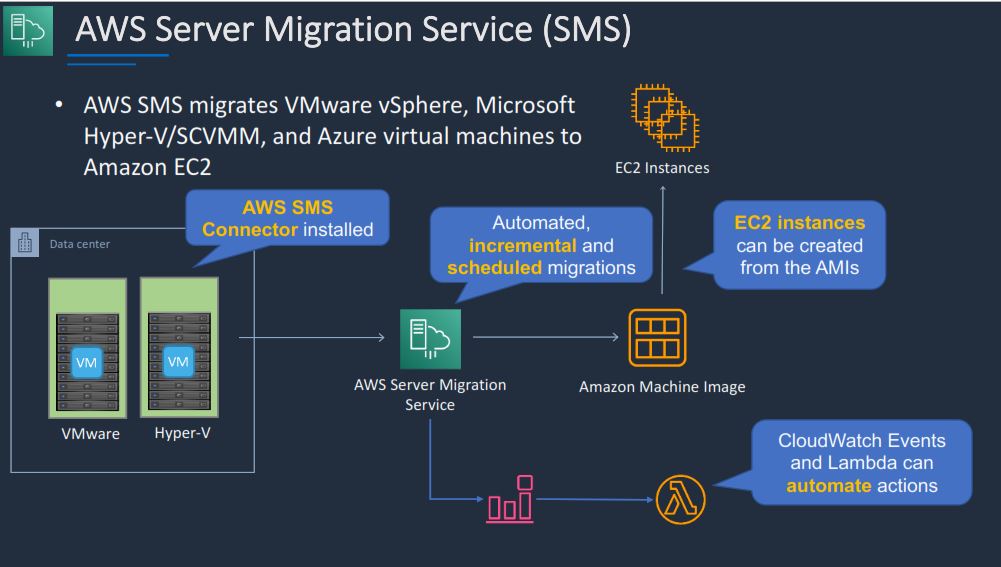 AWS Server Migration Service (SMS)
• AWS SMS migrates VMware vSphere, Microsoft
Hyper-V/SCVMM, and Azure virtual machines to
Amazon EC2
EC2 Instances
AWS SMS
Connector installed
Automated,
incremental and
scheduled migrations
EC2 instances
can be created
from the AMIs
Data center
VM
VM
VMware
Hyper-V
AWS Server Migration
Service
Amazon Machine Image
CloudWatch Events
and Lambda can
automate actions